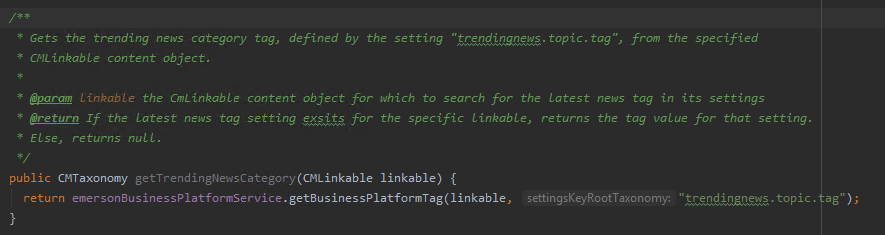 /**
 * Gets the trending news category tag, defined by the setting "trendingnews.topic.tag", from the specified
 * CMLinkable content object.
 *
 * @param linkable the CmLinkable content object for which to search for the latest news tag in its settings
 * @return If the latest news tag setting exsits for the specific linkable, returns the tag value for that setting.
 * Else, returns null.
 */
public CMTaxonomy getTrendingNewsCategory(CMLinkable linkable) {
  return emersonBusinessPlatformService.getBusinessPlatformTag(linkable, settingsKeyRootTaxonomy: "trendingnews.topic.tag");
}